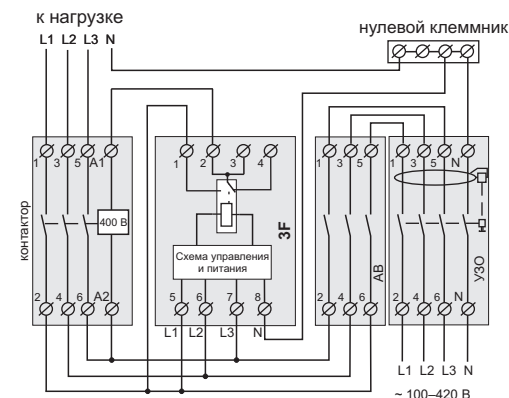 к нагрузке
нулевой клеммник
L1 L2 L3 N
1 3 5 A1
1 2 3 4
1 3 5
1 3 5 N
контактор
400 В
3F
Схема управления
и питания
АВ
УЗО
2 4 6 A2
5 6 7 8
2 4 6
2 4 6 N
L1 L2 L3 N
L1 L2 L3 N
~ 100–420 В